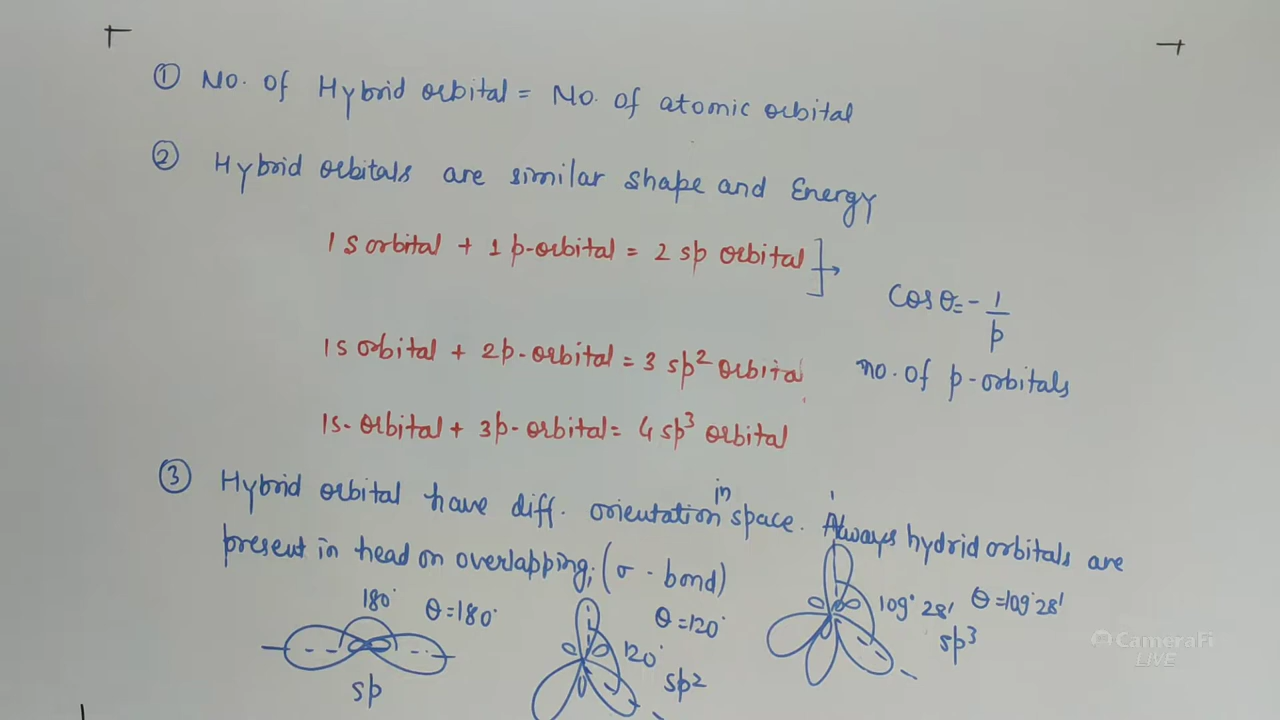 ① No. of Hybrid orbital = No. of atomic orbital
② Hybrid orbitals are similar shape and Energy
1 s orbital + 1 p-orbital = 2 sp orbital
cos θ = - 1/p
1 s orbital + 2p-orbital = 3 sp² orbital
no. of p-orbitals
1s-orbital + 3p-orbital = 4 sp³ orbital
③ Hybrid orbital have diff. orientation in space. Always hydrid orbitals are
present in head on overlapping; (σ - bond)
180°
θ = 180°
sp
θ = 120°
120°
sp²
109° 28'
θ = 109° 28'
sp³
CameraFi
LIVE